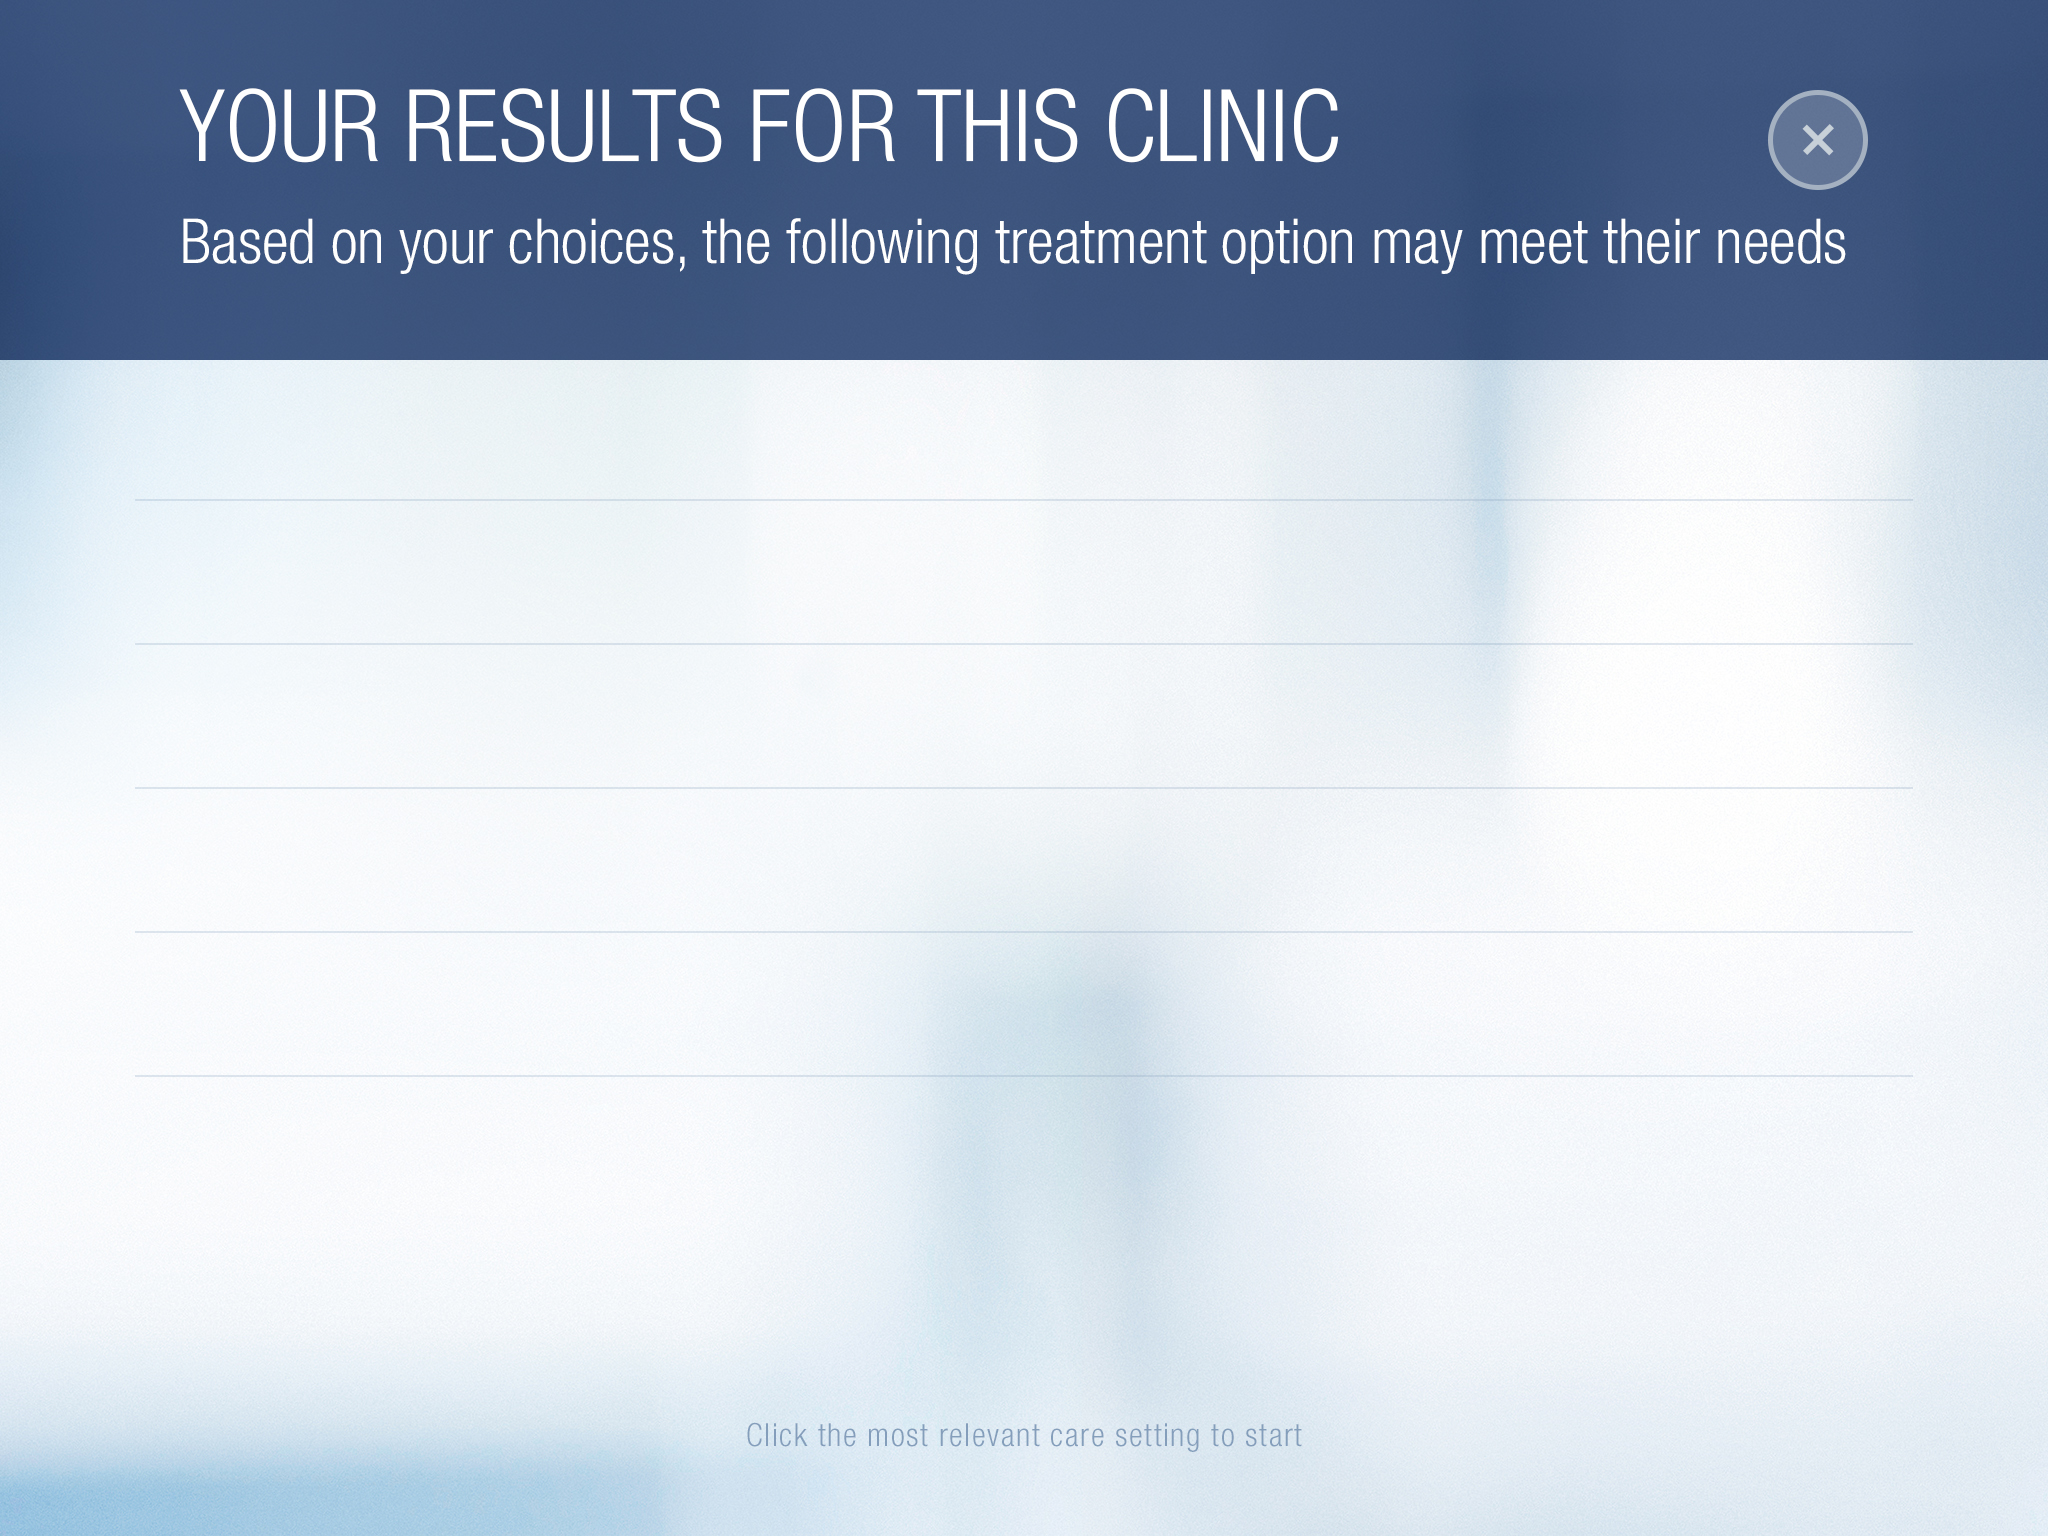 YOUR RESULTS FOR THIS CLINIC
Based on your choices, the following treatment option may meet their needs
Click the most relevant care setting to start